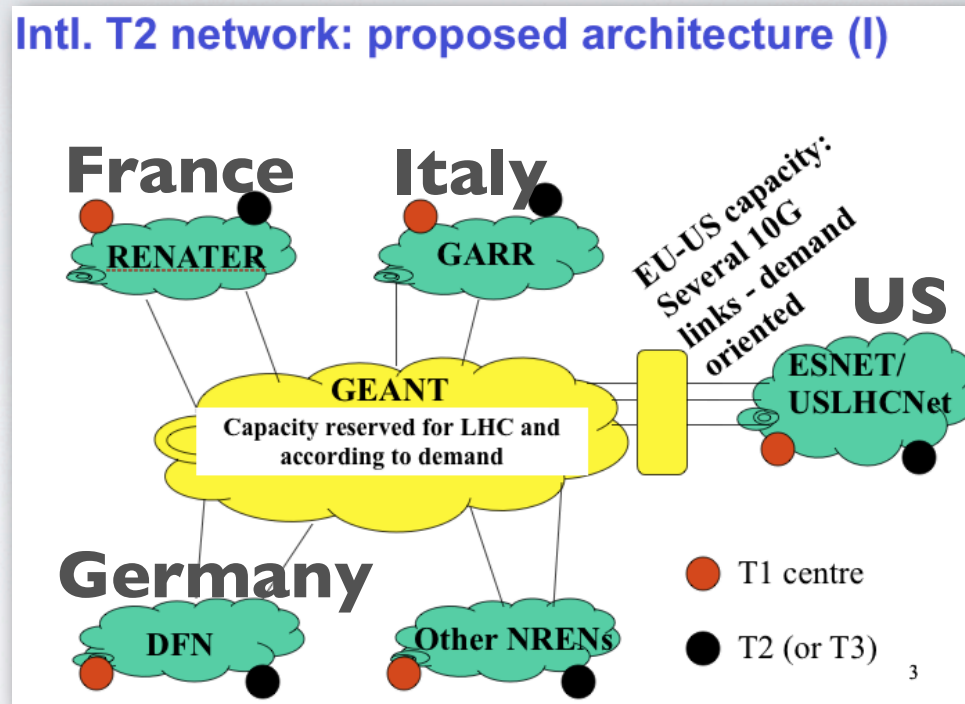 Intl. T2 network: proposed architecture (I)
France
Italy
EU-US capacity:
Several 10G
links - demand
oriented
US
RENATER
GARR
ESNET/
USLHCNet
GEANT
Capacity reserved for LHC and
according to demand
Germany
DFN
Other NRENs
T1 centre
T2 (or T3)
3